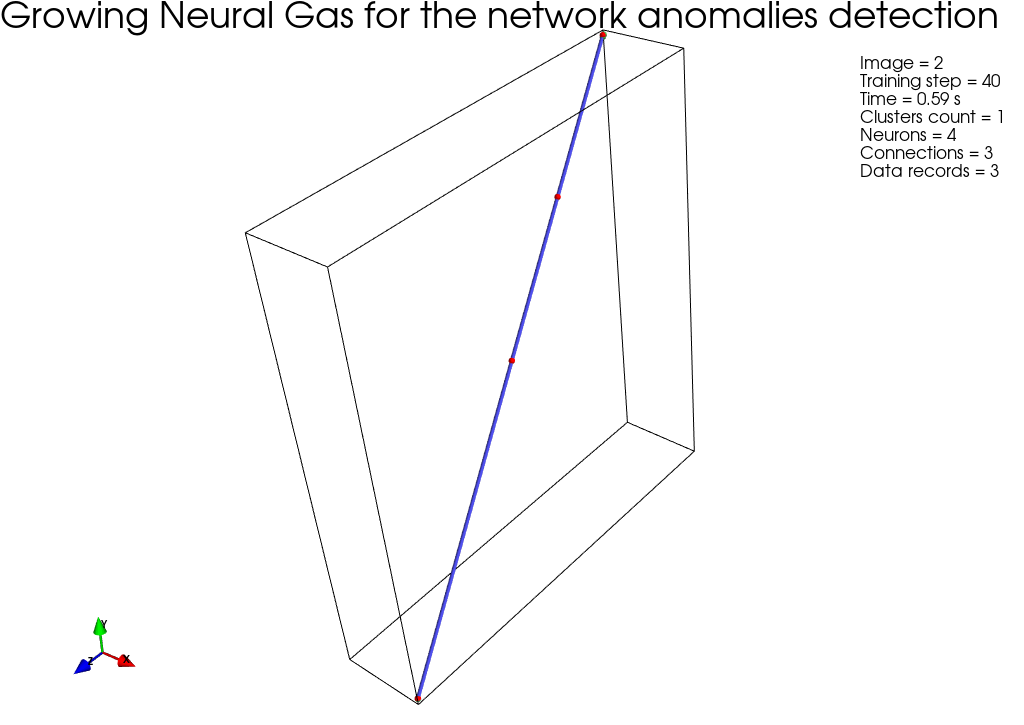 Growing Neural Gas for the network anomalies detection
Image = 2
Training step = 40
Time = 0.59 s
Clusters count = 1
Neurons = 4
Connections = 3
Data records = 3
Y
Z
X